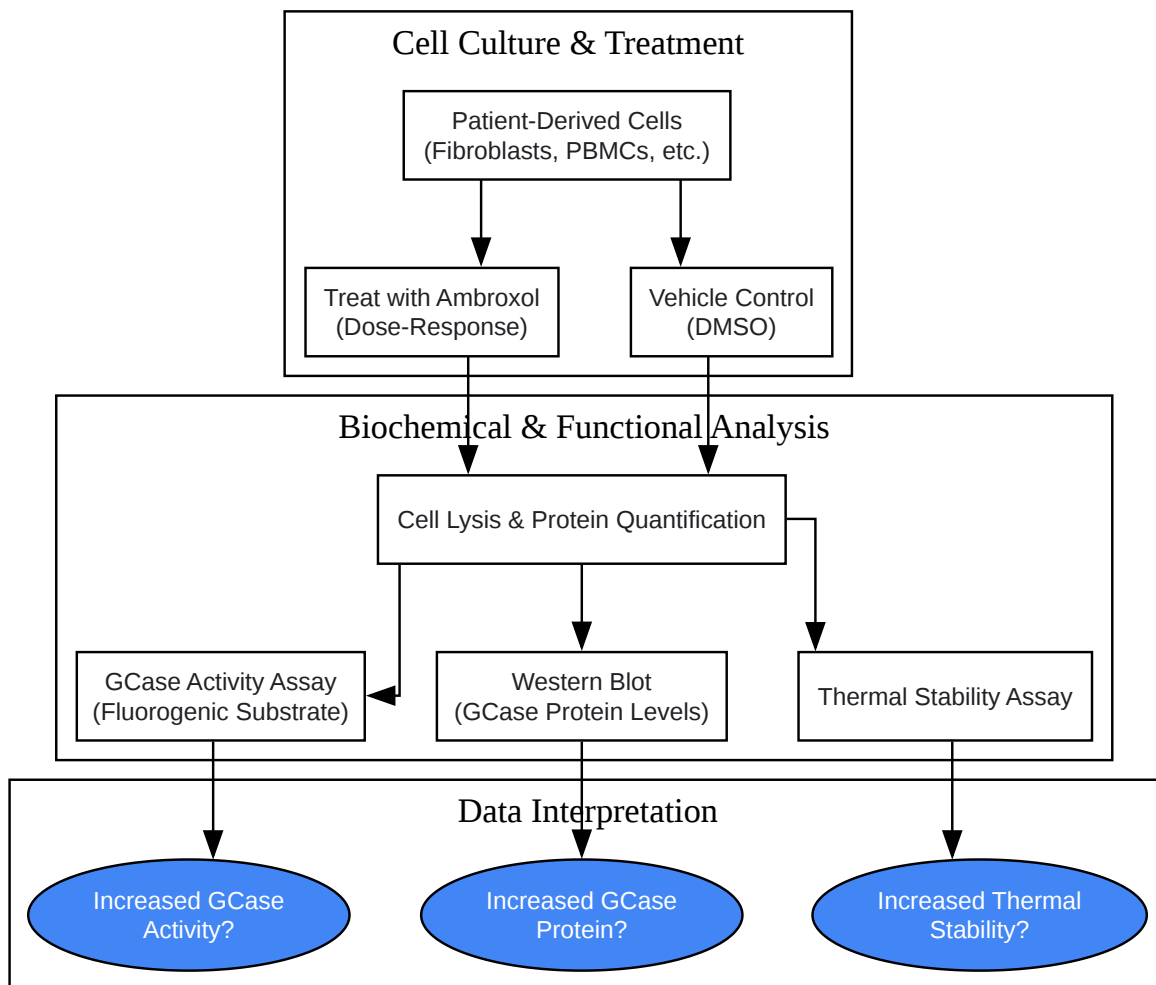 Cell Culture & Treatment
Patient-Derived Cells
(Fibroblasts, PBMCs, etc.)
Treat with Ambroxol
(Dose-Response)
Vehicle Control
(DMSO)
Biochemical & Functional Analysis
Cell Lysis & Protein Quantification
GCase Activity Assay
(Fluorogenic Substrate)
Western Blot
(GCase Protein Levels)
Thermal Stability Assay
Data Interpretation
Increased GCase
Activity?
Increased GCase
Protein?
Increased Thermal
Stability?